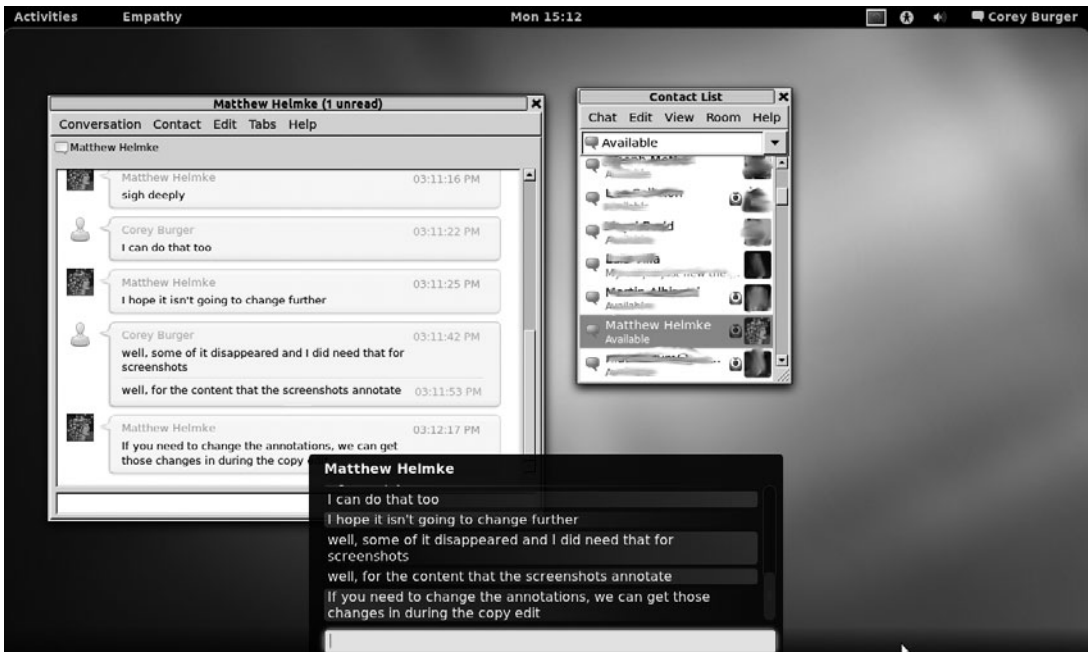 Activities Empathy Mon 15:12 Corey Burger
Matthew Helmke (1 unread)
Conversation Contact Edit Tabs Help
Matthew Helmke
Matthew Helmke 03:11:16 PM
sigh deeply
Corey Burger 03:11:22 PM
I can do that too
Matthew Helmke 03:11:25 PM
I hope it isn't going to change further
Corey Burger 03:11:42 PM
well, some of it disappeared and I did need that for
screenshots
well, for the content that the screenshots annotate 03:11:53 PM
Matthew Helmke 03:12:17 PM
If you need to change the annotations, we can get
those changes in during the copy
Contact List
Chat Edit View Room Help
Available
Available
Matthew Helmke
Available
Matthew Helmke
I can do that too
I hope it isn't going to change further
well, some of it disappeared and I did need that for
screenshots
well, for the content that the screenshots annotate
If you need to change the annotations, we can get those
changes in during the copy edit